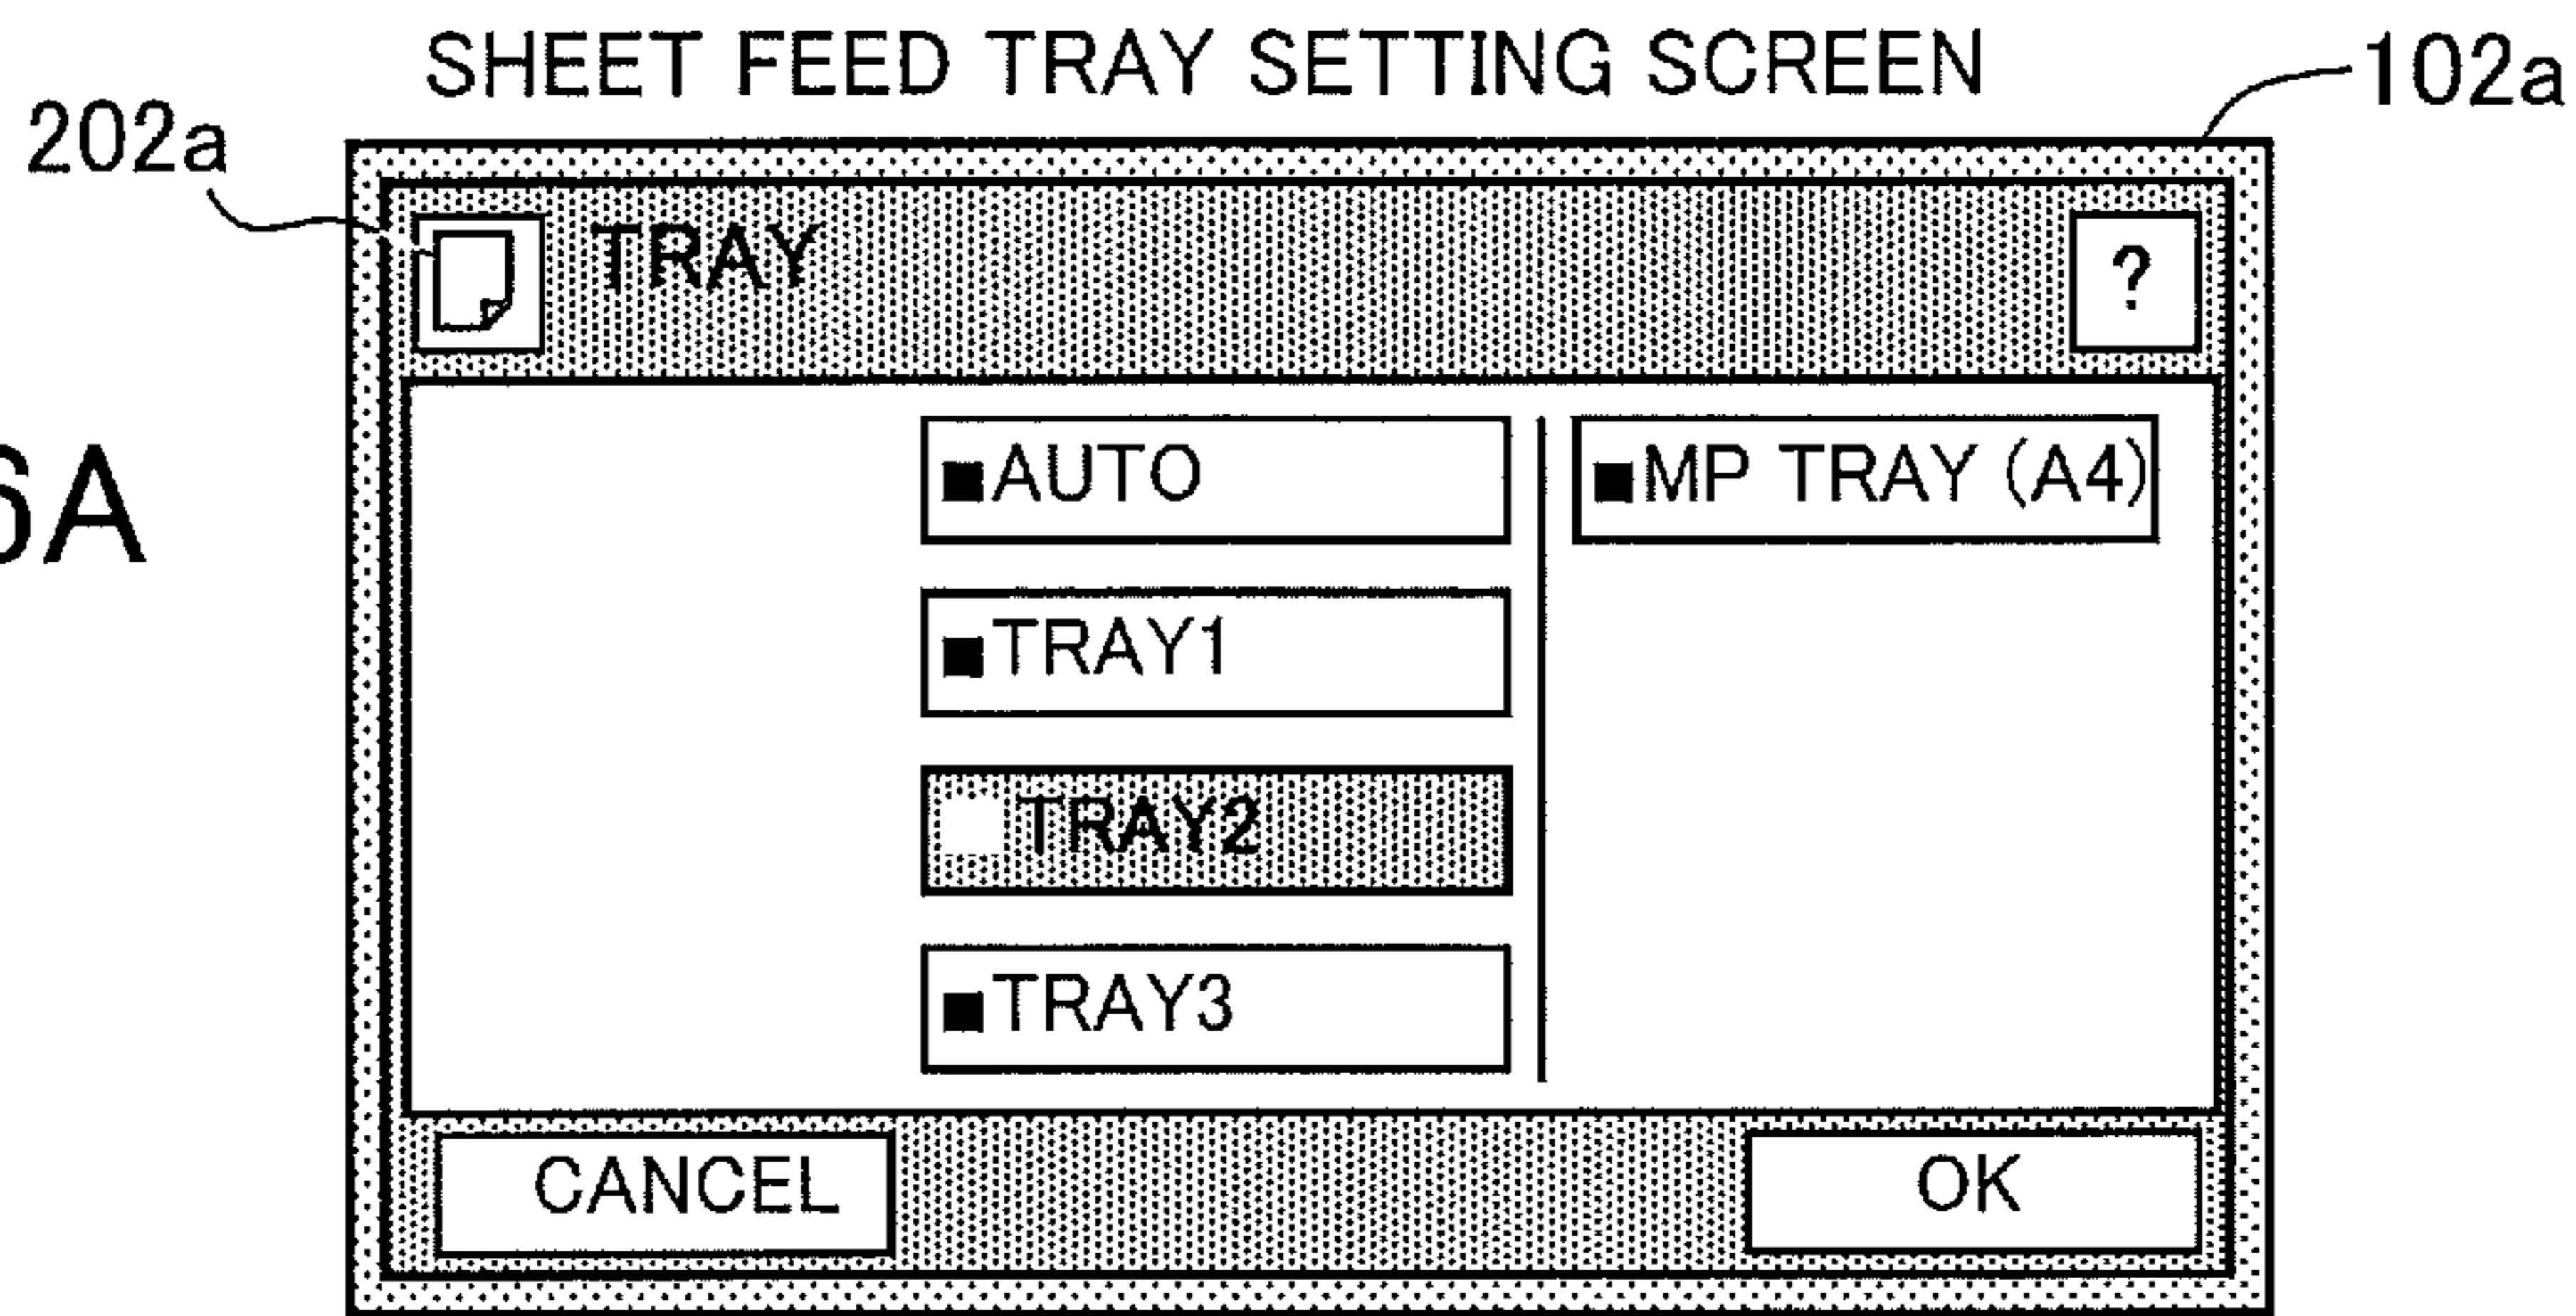 SHEET FEED TRAY SETTING SCREEN
102a
202a
TRAY
?
6A
■AUTO
■MP TRAY (A4)
■TRAY1
TRAY2
■TRAY3
CANCEL
OK